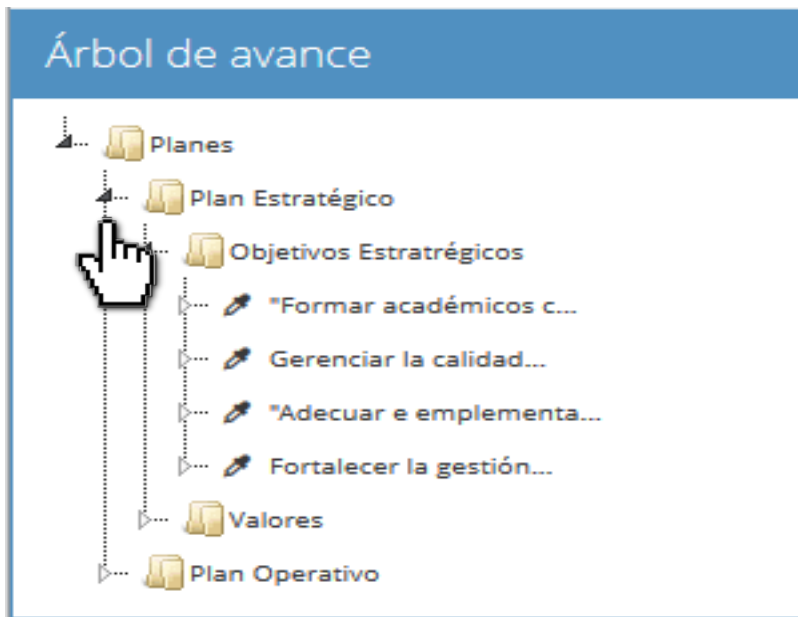 Árbol de avance
Planes
Plan Estratégico
Objetivos Estratrégicos
"Formar académicos c...
Gerenciar la calidad...
"Adecuar e emplementa...
Fortalecer la gestión...
Valores
Plan Operativo